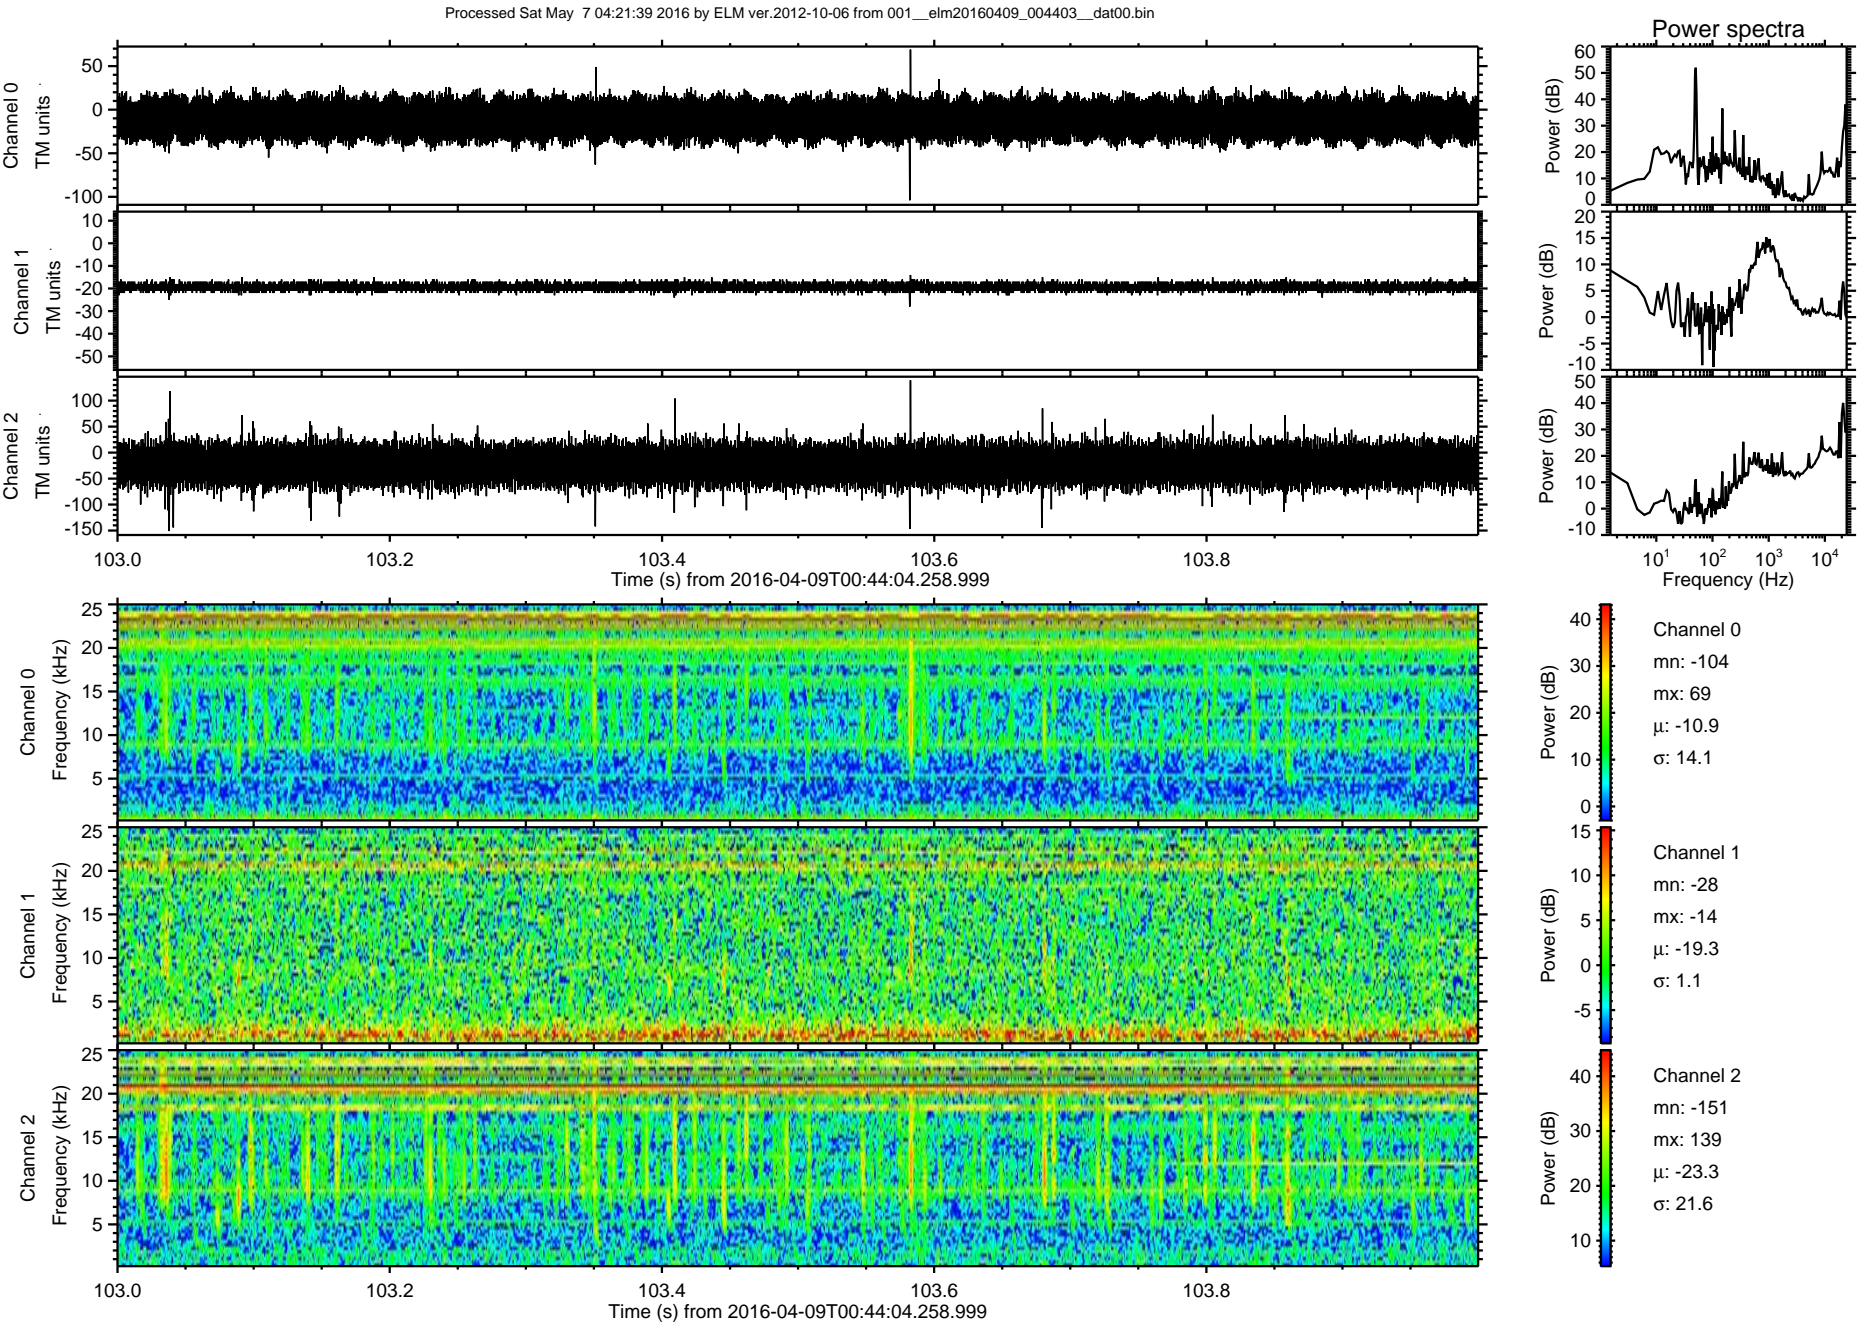 Processed Sat May  7 04:21:39 2016 by ELM ver.2012-10-06 from 001__elm20160409_004403__dat00.bin
Power spectra
Channel 0
TM units
50
0
-50
-100
Power (dB)
60
50
40
30
20
10
0
Channel 1
TM units
10
0
-10
-20
-30
-40
-50
Power (dB)
20
15
10
5
0
-5
-10
Channel 2
TM units
100
50
0
-50
-100
-150
Power (dB)
50
40
30
20
10
0
-10
103.0 103.2 103.4 103.6 103.8
Time (s) from 2016-04-09T00:44:04.258.999
10^1 10^2 10^3 10^4
Frequency (Hz)
Channel 0
Frequency (kHz)
25
20
15
10
5
Power (dB)
40
30
20
10
0
Channel 0
mn: -104
mx: 69
μ: -10.9
σ: 14.1
Channel 1
Frequency (kHz)
25
20
15
10
5
Power (dB)
15
10
5
0
-5
Channel 1
mn: -28
mx: -14
μ: -19.3
σ: 1.1
Channel 2
Frequency (kHz)
25
20
15
10
5
Power (dB)
40
30
20
10
Channel 2
mn: -151
mx: 139
μ: -23.3
σ: 21.6
103.0 103.2 103.4 103.6 103.8
Time (s) from 2016-04-09T00:44:04.258.999